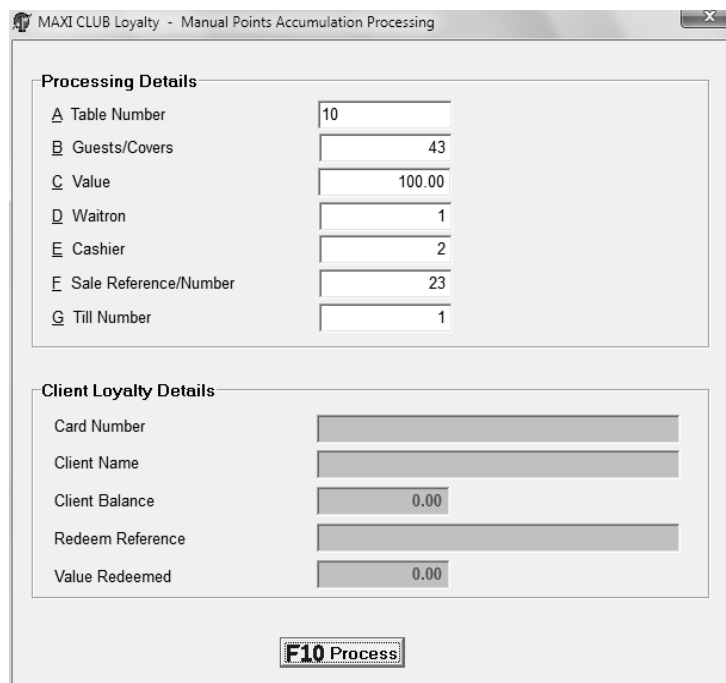 MAXI CLUB Loyalty - Manual Points Accumulation Processing
X
Processing Details
A Table Number 10
B Guests/Covers 43
C Value 100.00
D Waitron 1
E Cashier 2
F Sale Reference/Number 23
G Till Number 1
Client Loyalty Details
Card Number
Client Name
Client Balance 0.00
Redeem Reference
Value Redeemed 0.00
F10 Process